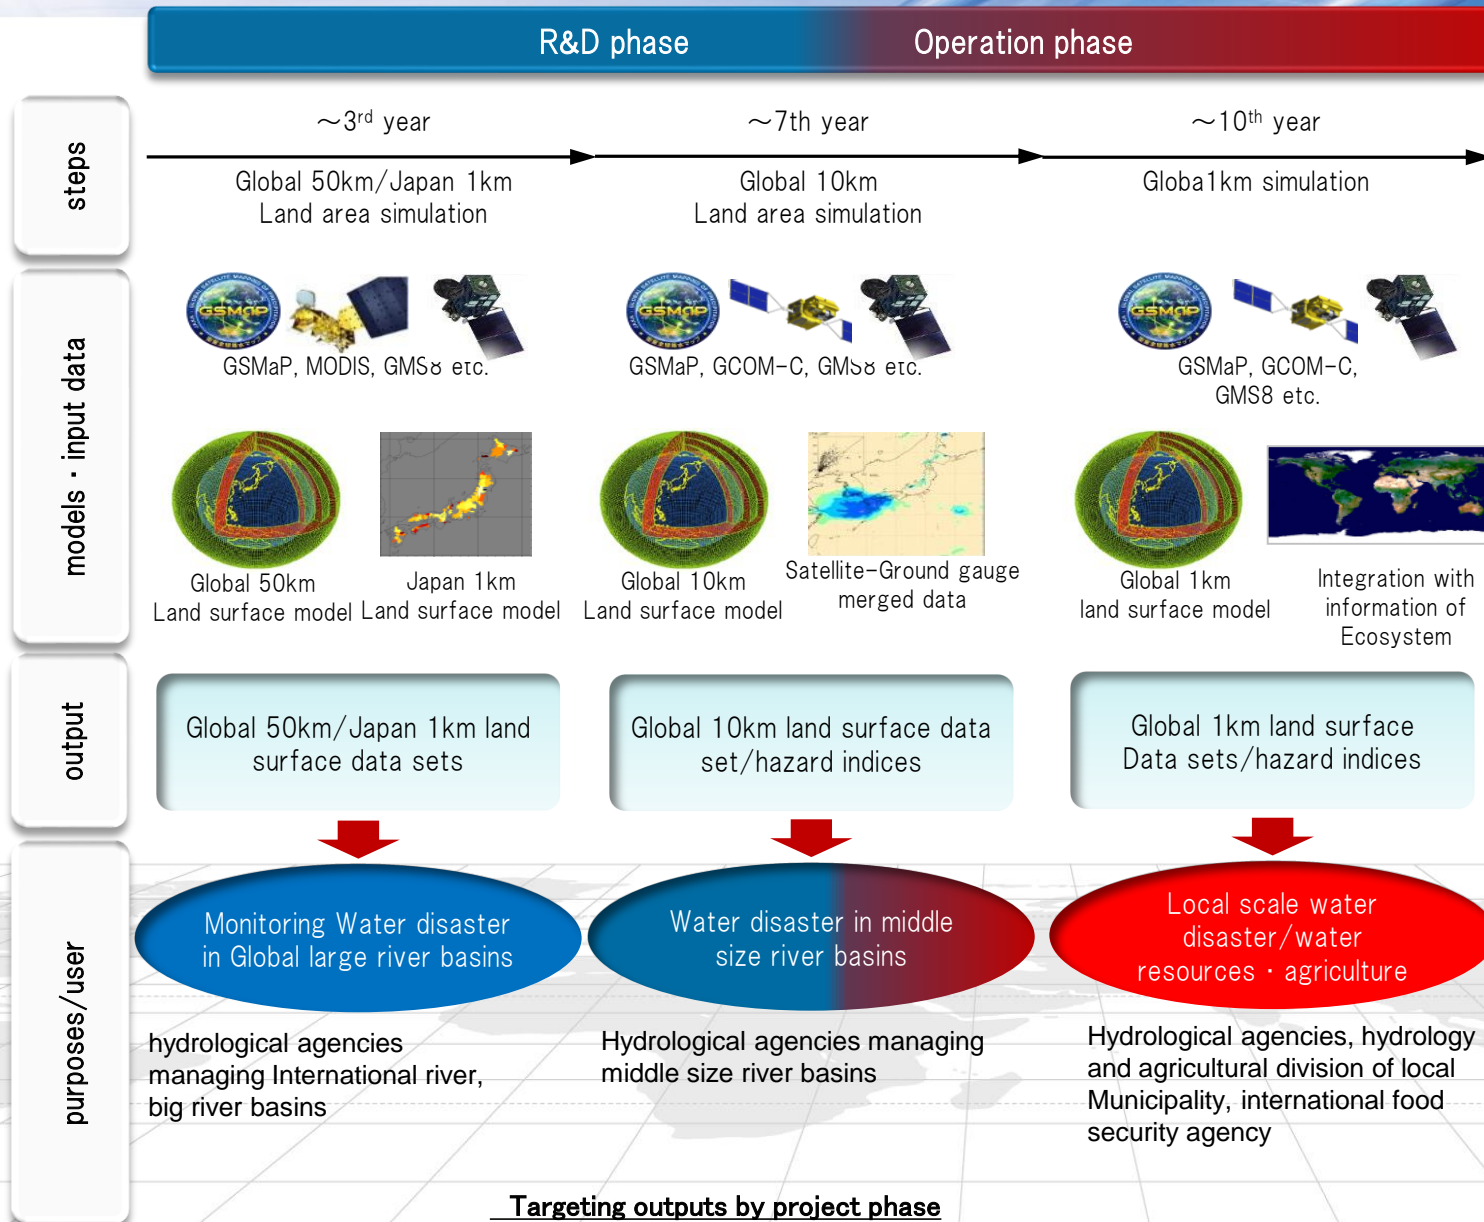 R&D phase
Operation phase
steps
～3rd year
～7th year
～10th year
Global 50km/Japan 1km
Land area simulation
Global 10km
Land area simulation
Globa1km simulation
models・input data
GSMaP
GSMaP
GSMaP
GSMaP, MODIS, GMS8 etc.
GSMaP, GCOM-C, GMS8 etc.
GSMaP, GCOM-C,
GMS8 etc.
Global 50km
Land surface model
Japan 1km
Land surface model
Global 10km
Land surface model
Satellite-Ground gauge
merged data
Global 1km
land surface model
Integration with
information of
Ecosystem
output
Global 50km/Japan 1km land
surface data sets
Global 10km land surface data
set/hazard indices
Global 1km land surface
Data sets/hazard indices
purposes/user
Monitoring Water disaster
in Global large river basins
Water disaster in middle
size river basins
Local scale water
disaster/water
resources・agriculture
hydrological agencies
managing International river,
big river basins
Hydrological agencies managing
middle size river basins
Hydrological agencies, hydrology
and agricultural division of local
Municipality, international food
security agency
Targeting outputs by project phase